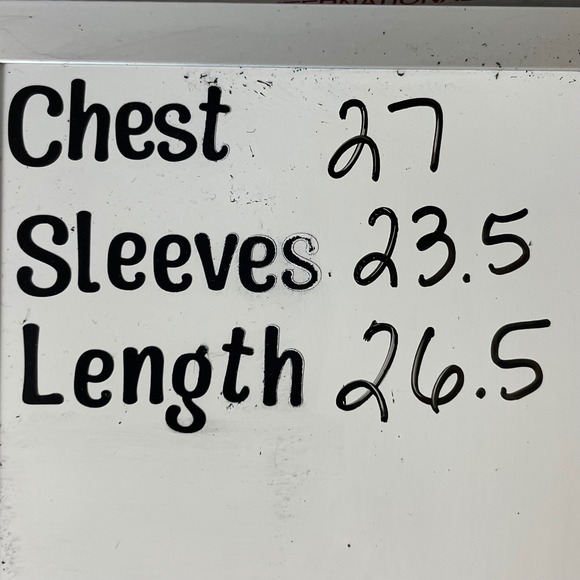 Chest 27
Sleeves 23.5
Length 26.5